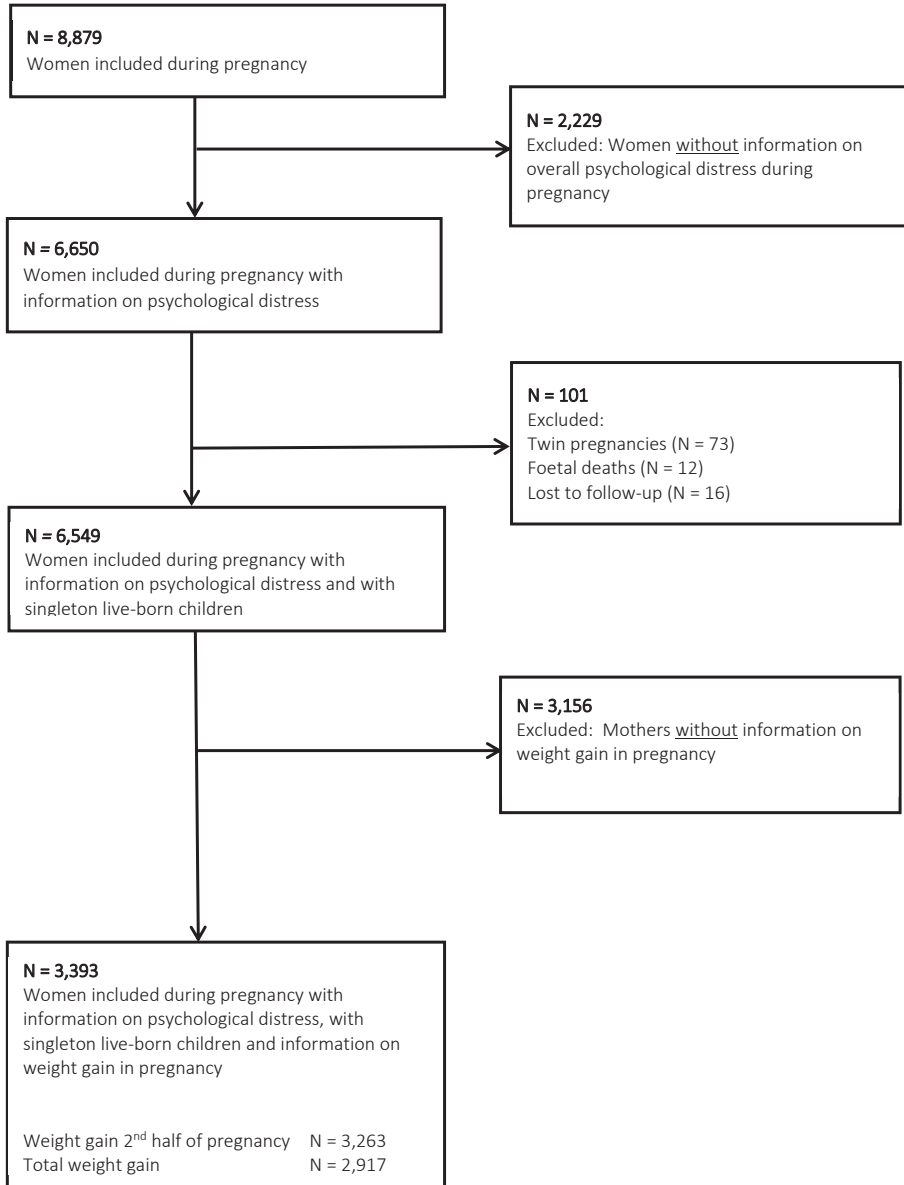 N = 8,879
Women included during pregnancy
N = 2,229
Excluded: Women without information on
overall psychological distress during
pregnancy
N = 6,650
Women included during pregnancy with
information on psychological distress
N = 101
Excluded:
Twin pregnancies (N = 73)
Foetal deaths (N = 12)
Lost to follow-up (N = 16)
N = 6,549
Women included during pregnancy with
information on psychological distress and with
singleton live-born children
N = 3,156
Excluded:  Mothers without information on
weight gain in pregnancy
N = 3,393
Women included during pregnancy with
information on psychological distress, with
singleton live-born children and information on
weight gain in pregnancy
Weight gain 2nd half of pregnancy N = 3,263
Total weight gain N = 2,917